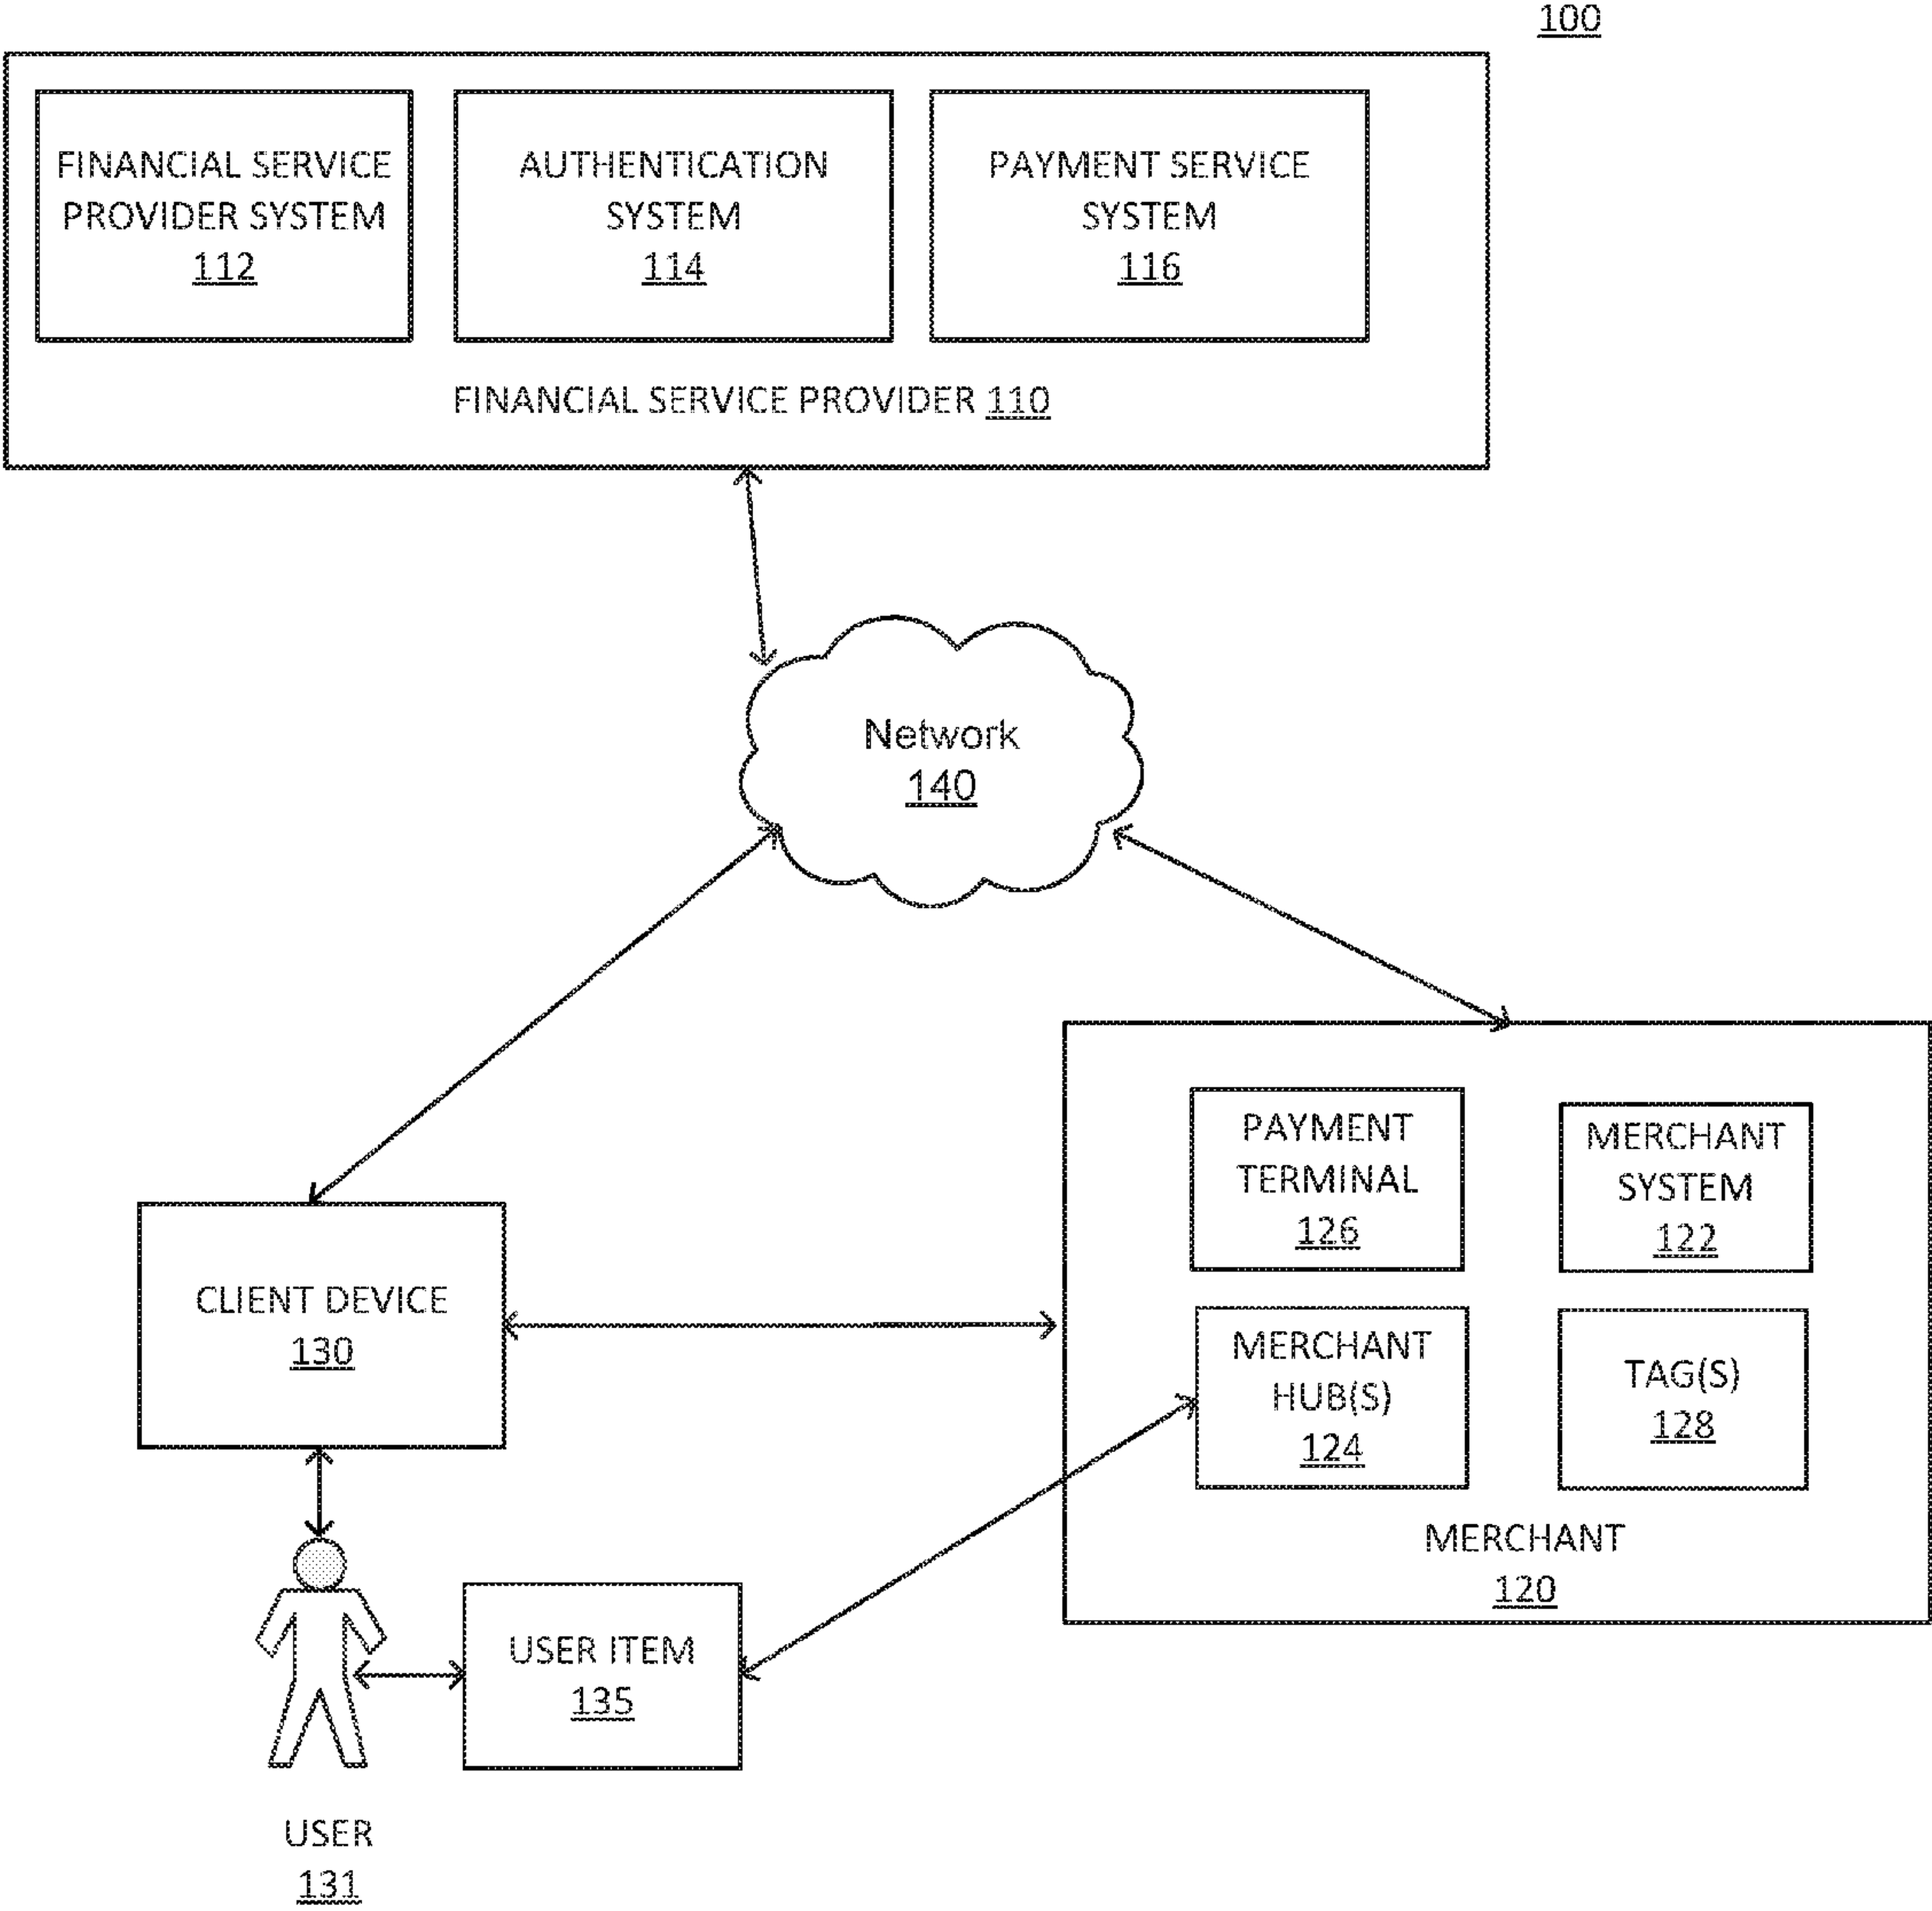 100
FINANCIAL SERVICE
PROVIDER SYSTEM
112
AUTHENTICATION
SYSTEM
114
PAYMENT SERVICE
SYSTEM
116
FINANCIAL SERVICE PROVIDER 110
Network
140
PAYMENT
TERMINAL
126
MERCHANT
SYSTEM
122
CLIENT DEVICE
130
MERCHANT
HUB(S)
124
TAG(S)
128
MERCHANT
120
USER ITEM
135
USER
131